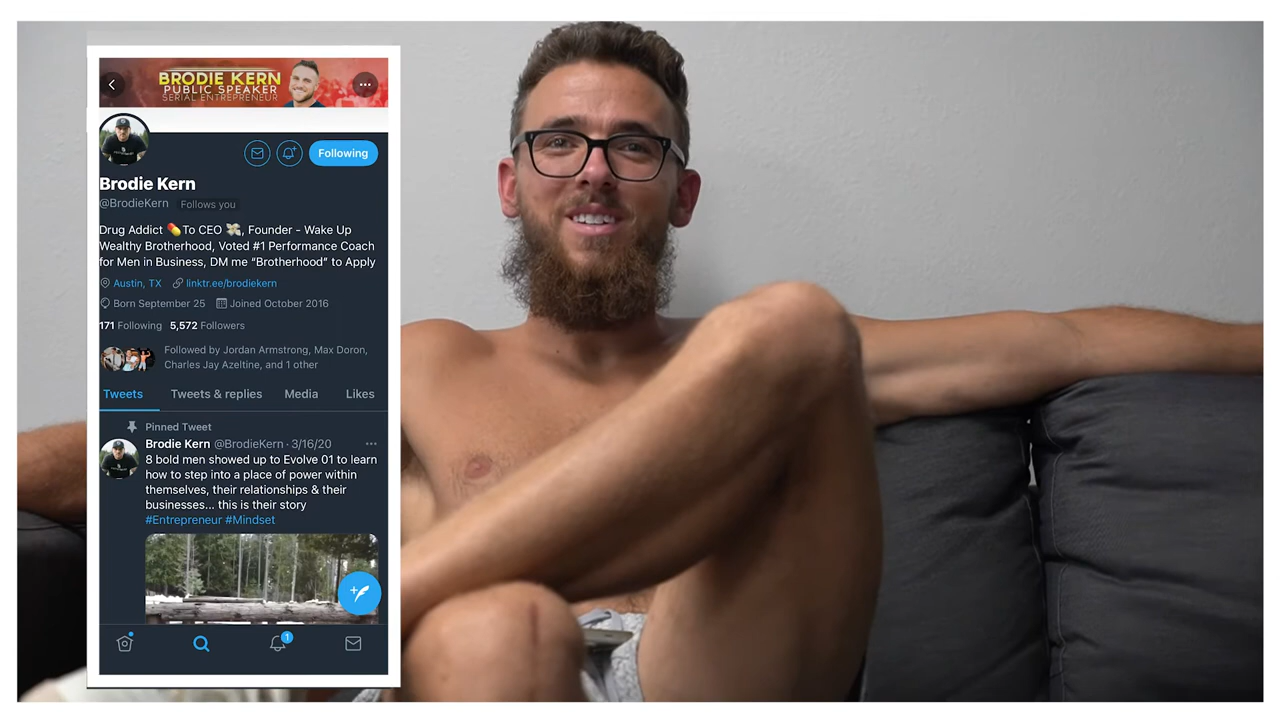 BRODIE KERN
PUBLIC SPEAKER
SERIAL ENTREPRENEUR
Following
Brodie Kern
@BrodieKern Follows you
Drug Addict 💊 To CEO 💸, Founder - Wake Up
Wealthy Brotherhood, Voted #1 Performance Coach
for Men in Business, DM me “Brotherhood” to Apply
Austin, TX linktr.ee/brodiekern
Born September 25 Joined October 2016
171 Following 5,572 Followers
Followed by Jordan Armstrong, Max Doron,
Charles Jay Azeltine, and 1 other
Tweets Tweets & replies Media Likes
Pinned Tweet
Brodie Kern @BrodieKern · 3/16/20
8 bold men showed up to Evolve 01 to learn
how to step into a place of power within
themselves, their relationships & their
businesses... this is their story
#Entrepreneur #Mindset
1